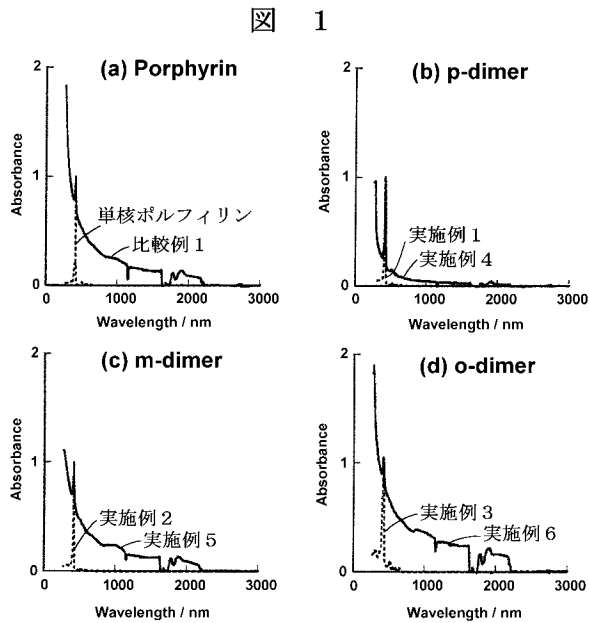 図 1
(a) Porphyrin
2
1
0
Absorbance
単核ポルフィリン
比較例1
0 1000 2000 3000
Wavelength / nm
(b) p-dimer
2
1
0
Absorbance
実施例1
実施例4
0 1000 2000 3000
Wavelength / nm
(c) m-dimer
2
1
0
Absorbance
実施例2
実施例5
0 1000 2000 3000
Wavelength / nm
(d) o-dimer
2
1
0
Absorbance
実施例3
実施例6
0 1000 2000 3000
Wavelength / nm